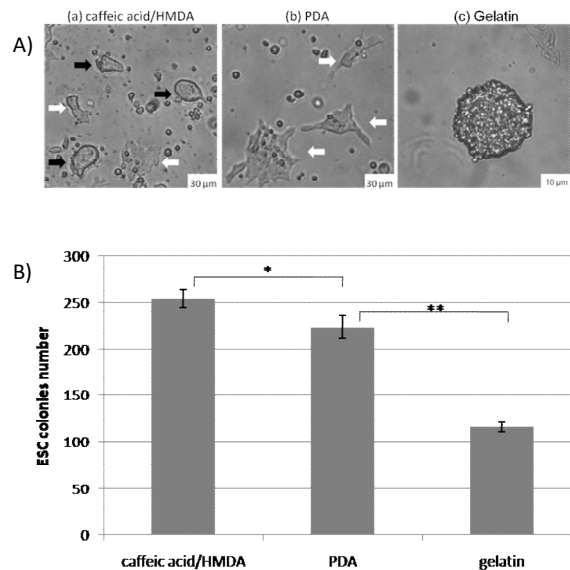 (a) caffeic acid/HMDA (b) PDA (c) Gelatin
A)
30 µm 30 µm 10 µm
B)
300
250
200
150
100
50
0
ESC colonies number
*
**
caffeic acid/HMDA PDA gelatin